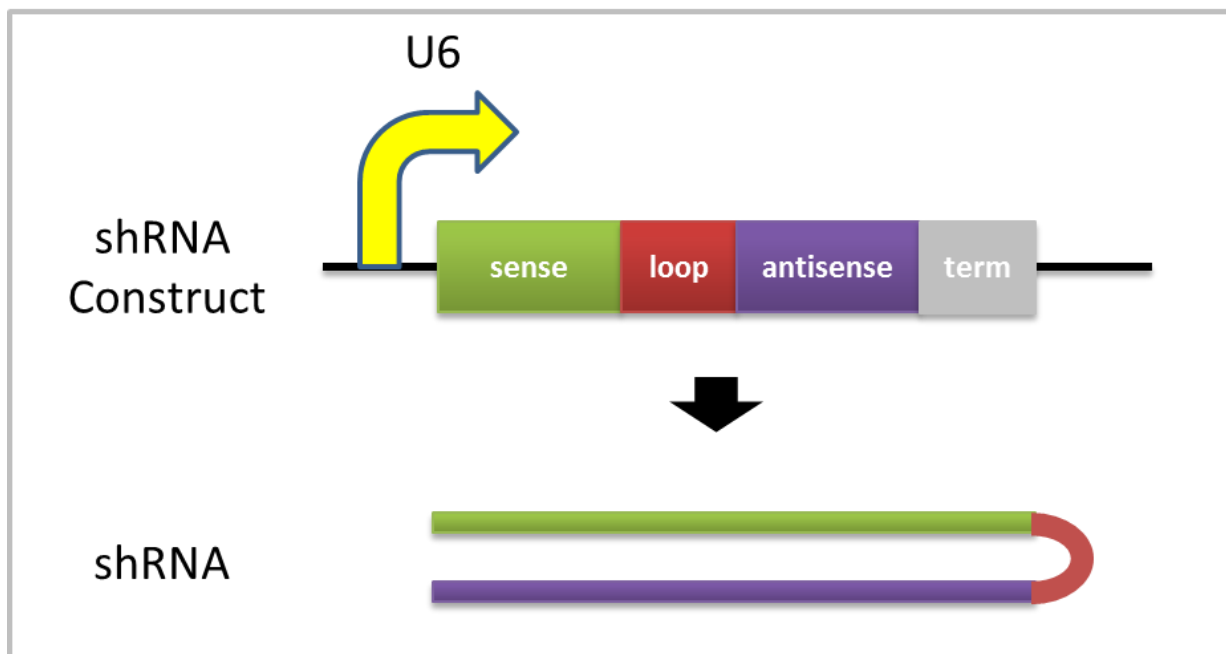 U6
shRNA
Construct
sense
loop
antisense
term
shRNA